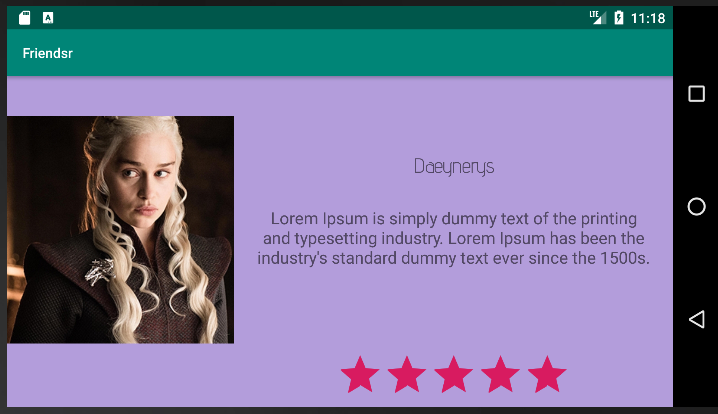 LTE 11:18
Friendsr
Daeynerys
Lorem Ipsum is simply dummy text of the printing
and typesetting industry. Lorem Ipsum has been the
industry's standard dummy text ever since the 1500s.